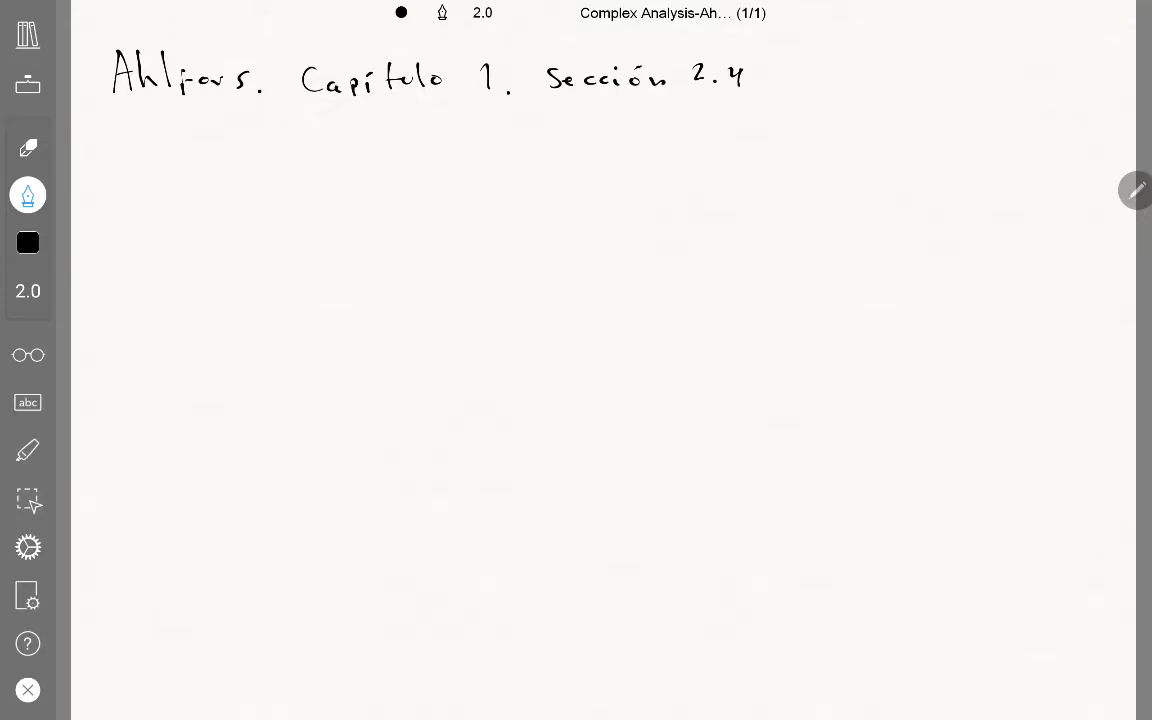 2.0 Complex Analysis-Ah... (1/1)
Ahlfors. Capítulo 1. Sección 2.4
2.0
abc
?